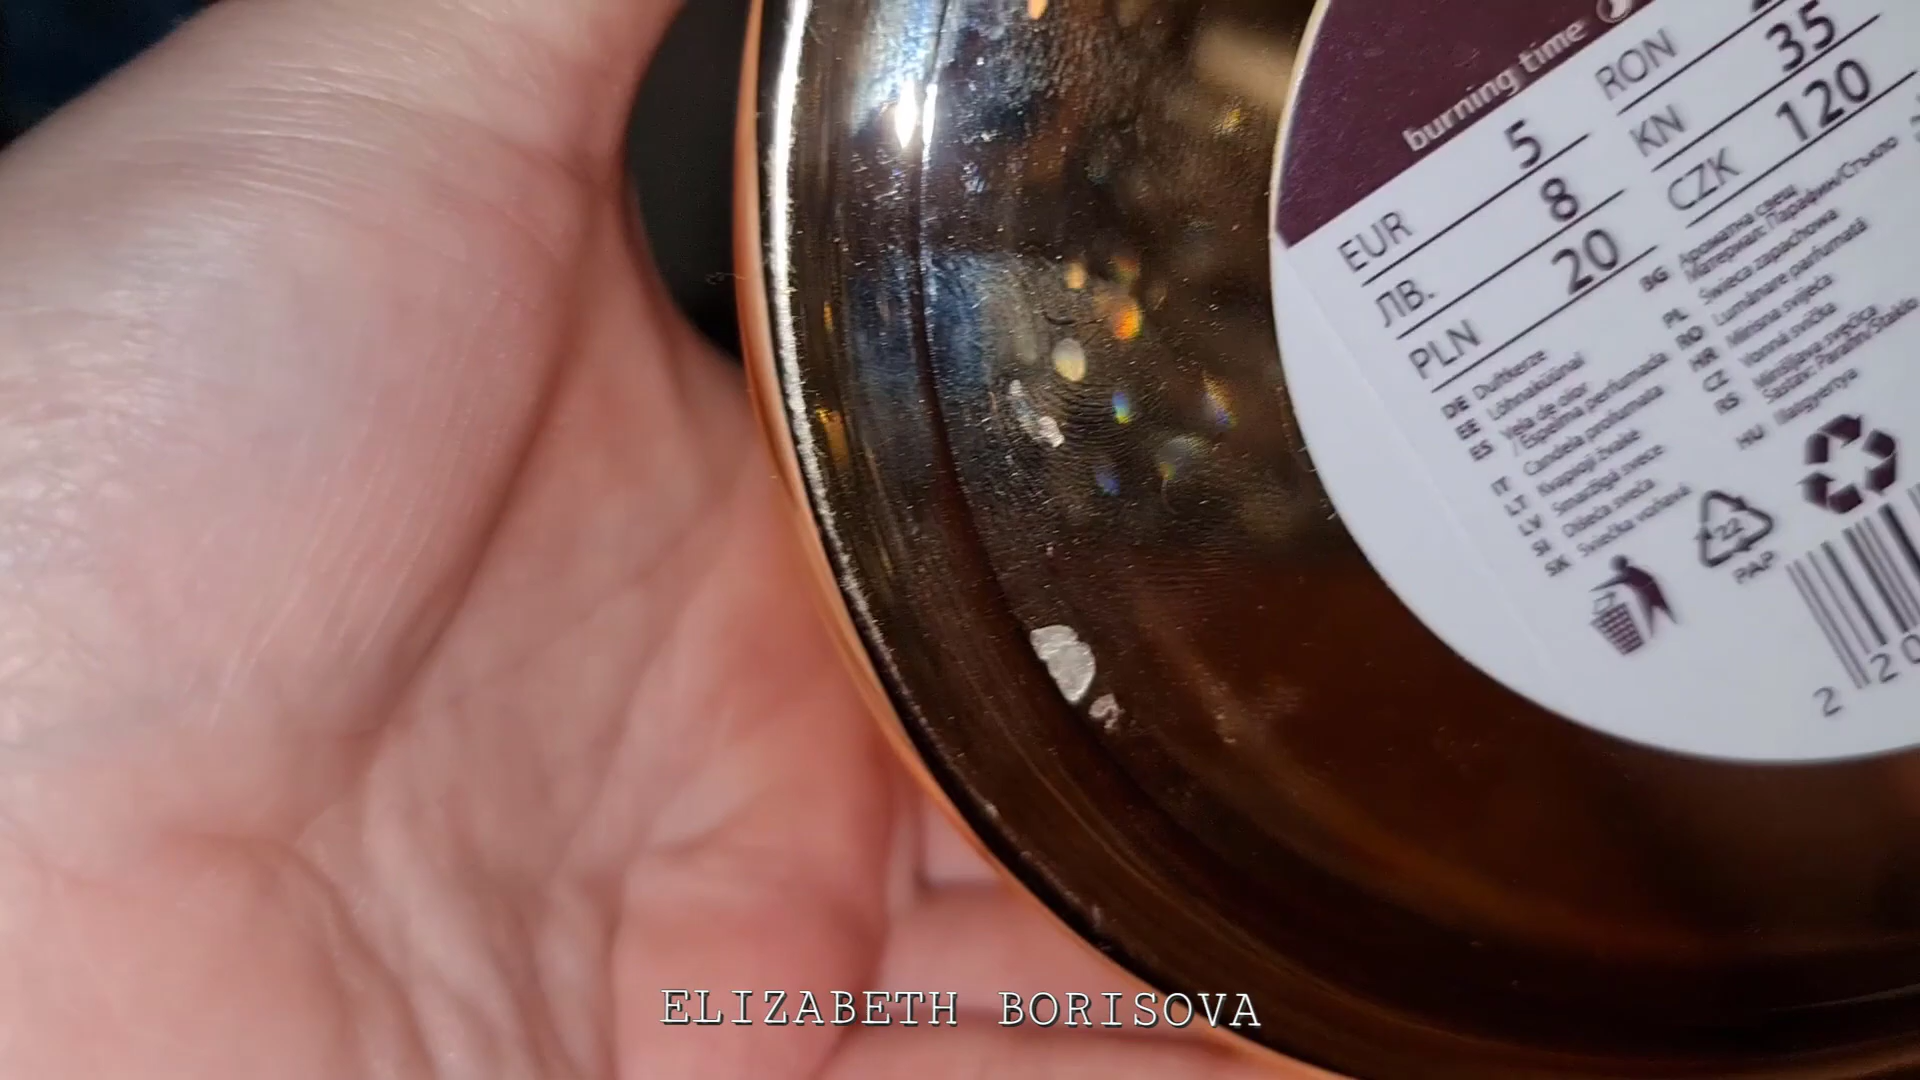 burning time
EUR 5
ЛВ. 8
PLN 20
RON
KN 35
CZK 120
DE Duftkerze
EE Lõhnaküünal
ES Vela de olor
/ Espelma perfumada
IT Candela profumata
LT Kvapioji žvakė
LV Smaržīgā svece
SI Dišeča sveča
SK Sviečka voňavá
BG Ароматна свещ
Материал: Парафин/Стъкло
PL Świeca zapachowa
RO Lumânare parfumată
HR Mirisna svijeća
CZ Vonná svíčka
RS Mirišljava svećica
Sastav: Parafin/Staklo
HU Illatgyertya
22
PAP
2 20
ELIZABETH BORISOVA